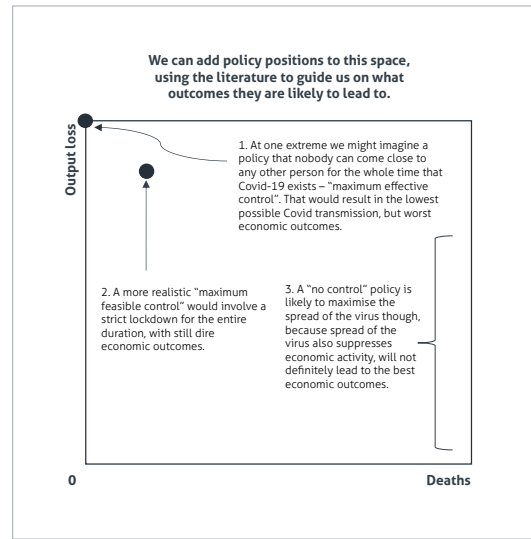 We can add policy positions to this space,
using the literature to guide us on what
outcomes they are likely to lead to.
Output loss
1. At one extreme we might imagine a
policy that nobody can come close to
any other person for the whole time that
Covid-19 exists – “maximum effective
control”. That would result in the lowest
possible Covid transmission, but worst
economic outcomes.
2. A more realistic “maximum
feasible control” would involve a
strict lockdown for the entire
duration, with still dire
economic outcomes.
3. A “no control” policy is
likely to maximise the
spread of the virus though,
because spread of the
virus also suppresses
economic activity, will not
definitely lead to the best
economic outcomes.
0
Deaths